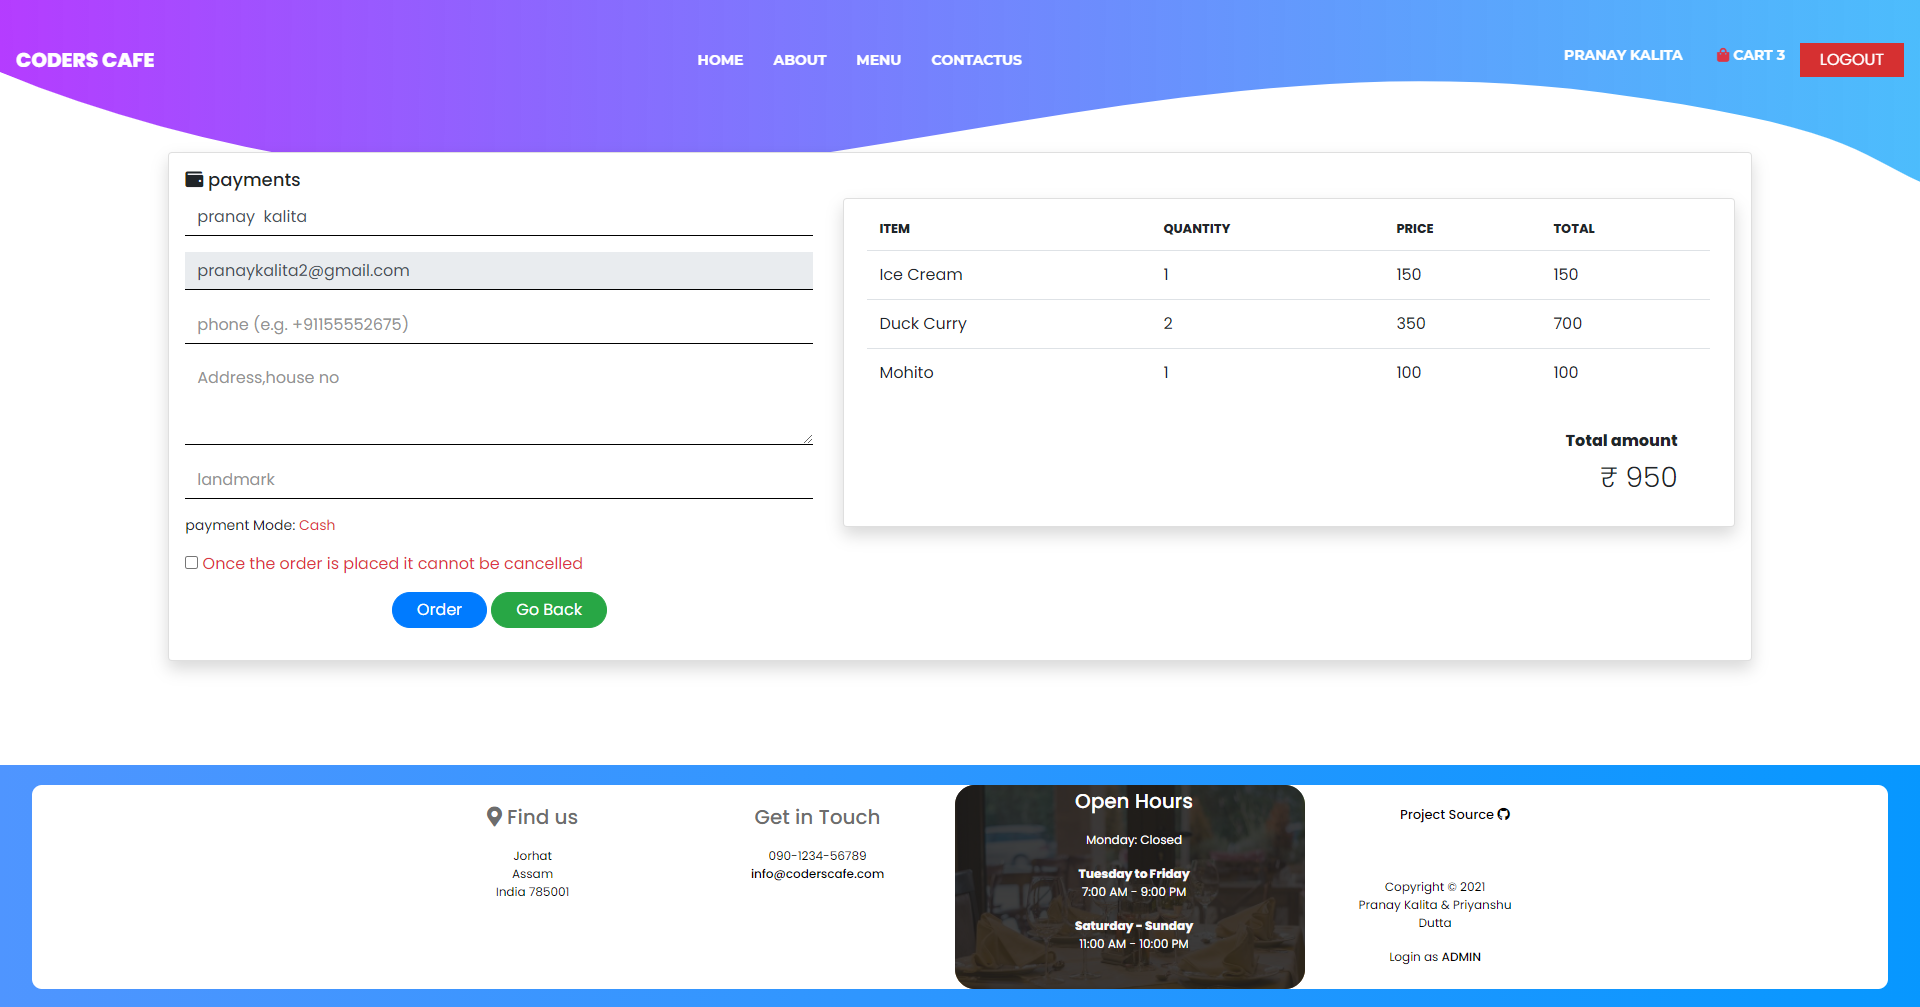 CODERS CAFE
HOME ABOUT MENU CONTACTUS
PRANAY KALITA CART 3 LOGOUT
payments
pranay  kalita
pranaykalita2@gmail.com
phone (e.g. +91155552675)
Address,house no
landmark
payment Mode: Cash
Once the order is placed it cannot be cancelled
Order Go Back
ITEM QUANTITY PRICE TOTAL
Ice Cream 1 150 150
Duck Curry 2 350 700
Mohito 1 100 100
Total amount
₹ 950
Find us
Jorhat
Assam
India 785001
Get in Touch
090-1234-56789
info@coderscafe.com
Open Hours
Monday: Closed
Tuesday to Friday
7:00 AM - 9:00 PM
Saturday - Sunday
11:00 AM - 10:00 PM
Project Source
Copyright © 2021
Pranay Kalita & Priyanshu
Dutta
Login as ADMIN